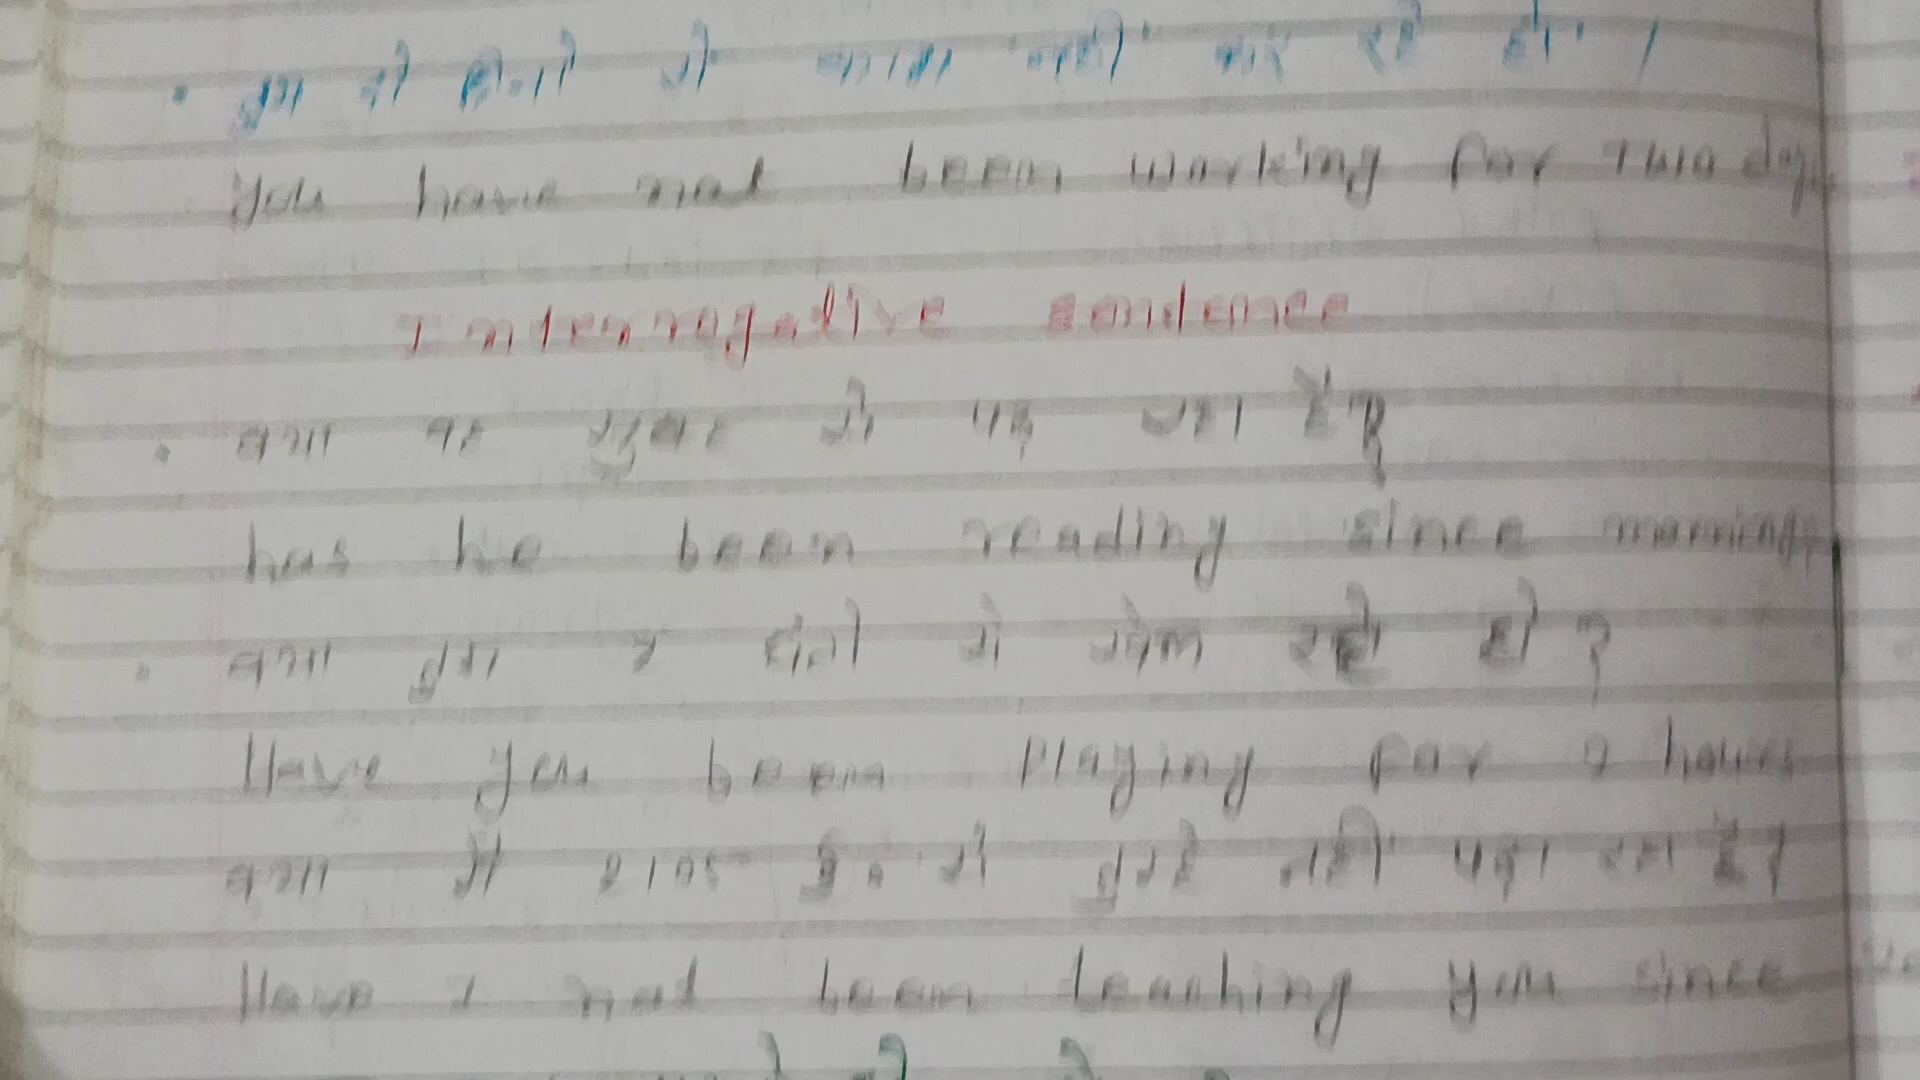 तुम दो दिनो से काम नहीं कर रहे हो ।
You have not been working for two
Interrogative sentence
क्या वह सुबह से पढ़ रहा है?
has he been reading since morning
क्या तुम २ घंटो से खेल रहे हो ?
Have you been Playing for 2 hours
क्या मैं से तुम्हे नहीं पढ़ा रहा हूँ
Have I not been teaching you since